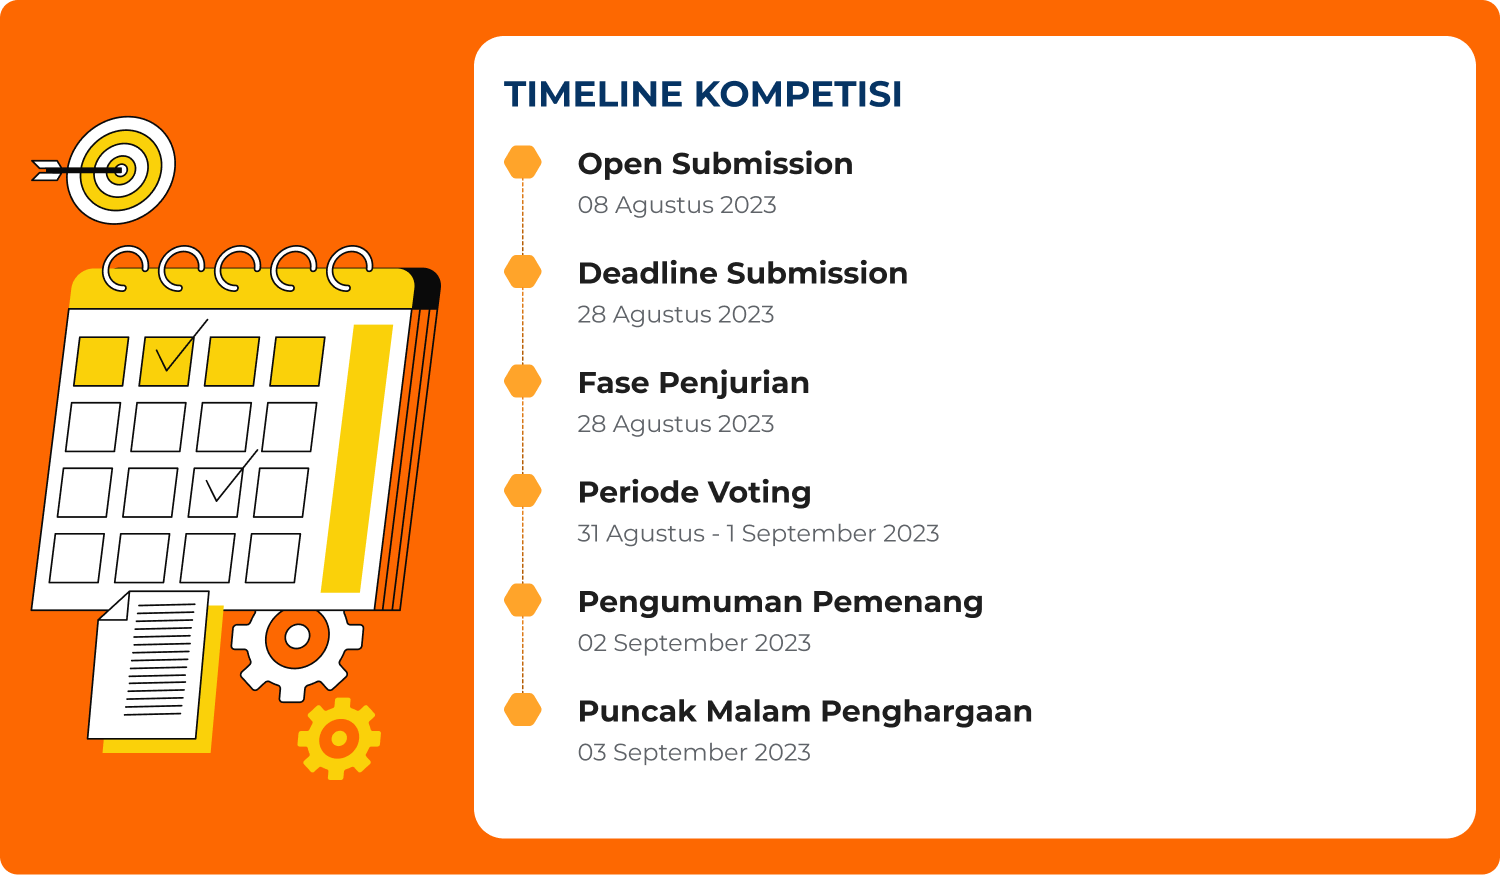 TIMELINE KOMPETISI
Open Submission
08 Agustus 2023
Deadline Submission
28 Agustus 2023
Fase Penjurian
28 Agustus 2023
Periode Voting
31 Agustus - 1 September 2023
Pengumuman Pemenang
02 September 2023
Puncak Malam Penghargaan
03 September 2023